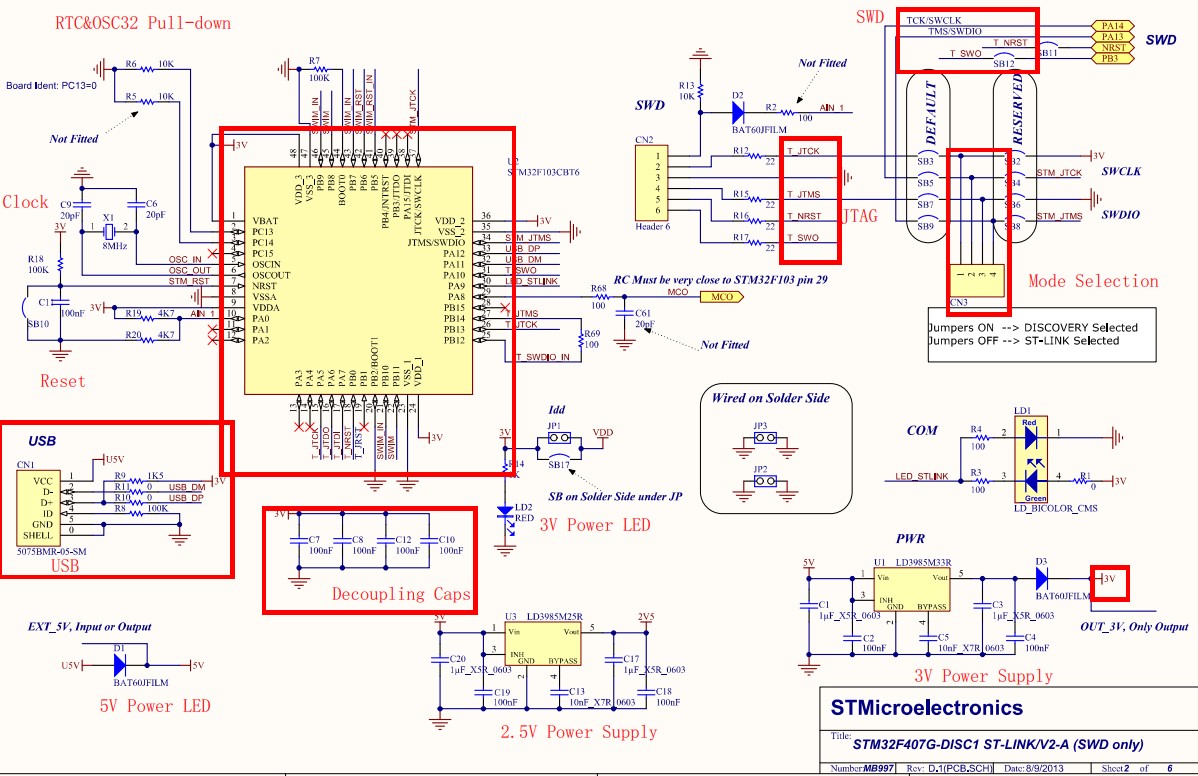 RTC&OSC32 Pull-down
R6 10K
Board Ident: PC13=0
R5 10K
Not Fitted
R7
100K
SWIM_IN
SWIM
SWIM_RST
SWIM_RST_IN
STM_JTCK
3V
48 47 46 45 44 43 42 41 40 39 38 37
U2
STM32F103CBT6
VDD_3
VSS_3
PB9
PB8
BOOT0
PB7
PB6
PB5
PB4/JNTRST
PB3/JTDO
PA15/JTDI
JTCK/SWCLK
1 VBAT
2 PC13
3 PC14
4 PC15
5 OSCIN
6 OSCOUT
7 NRST
8 VSSA
9 VDDA
10 PA0
11 PA1
12 PA2
VDD_2 36 3V
VSS_2 35
JTMS/SWDIO 34 STM_JTMS
PA12 33 USB_DP
PA11 32 USB_DM
PA10 31 T_SWO
PA9 30 LED_STLINK
PA8 29
PB15 28
PB14 27 T_JTMS
PB13 26 T_JTCK
PB12 25
T_SWDIO_IN
PA3
PA4
PA5
PA6
PA7
PB0
PB1
PB2/BOOT1
PB10
PB11
VSS_1
VDD_1
13 14 15 16 17 18 19 20 21 22 23 24
T_JTCK
T_JTDO
T_JTDI
T_NRST
T_JRST
SWIM_IN
SWIM
3V
Clock
C9
20pF
C6
20pF
X1
8MHz
OSC_IN
OSC_OUT
STM_RST
3V
R18
100K
C11
100nF
SB10
3V
R19 4K7 AIN_1
R20 4K7
Reset
R68
100
MCO
MCO
RC Must be very close to STM32F103 pin 29
C61
20pF
Not Fitted
R69
100
SWD
CN2
1
2
3
4
5
6
Header 6
R13
10K
D2
BAT60JFILM
R2
100
AIN_1
Not Fitted
R12 22 T_JTCK
R15 22 T_JTMS
R16 22 T_NRST
R17 22 T_SWO
JTAG
SWD
TCK/SWCLK
TMS/SWDIO
T_NRST
T_SWO
SB11
SB12
PA14
PA13
NRST
PB3
SWD
DEFAULT
RESERVED
SB3
SB5
SB7
SB9
SB2
SB4
SB6
SB8
3V
STM_JTCK
SWCLK
SWDIO
STM_JTMS
1 2 3 4
CN3
Mode Selection
Jumpers ON --> DISCOVERY Selected
Jumpers OFF --> ST-LINK Selected
USB
CN1
VCC 1
D- 2
D+ 3
ID 4
GND 5
SHELL 0
5075BMR-05-SM
U5V
R9 1K5 3V
R11 0 USB_DM
R10 0 USB_DP
R8 100K
USB
3V
C7
100nF
C8
100nF
C12
100nF
C10
100nF
Decoupling Caps
3V
R14
LD2
RED
Idd
JP1
VDD
SB17
SB on Solder Side under JP
3V Power LED
Wired on Solder Side
JP3
JP2
COM
LED_STLINK
R4
100
R3
100
LD1
Red
Green
2 1
3 4
R1
0
3V
LD_BICOLOR_CMS
PWR
5V
C1
1µF_X5R_0603
C2
100nF
U1 LD3985M33R
1 Vin
3 INH
GND 2
BYPASS 4
Vout 5
C5
10nF_X7R_0603
C3
1µF_X5R_0603
C4
100nF
D3
BAT60JFILM
3V
OUT_3V, Only Output
3V Power Supply
EXT_5V, Input or Output
U5V
D1
BAT60JFILM
5V
5V Power LED
5V
C20
1µF_X5R_0603
C19
100nF
U3 LD3985M25R
1 Vin
3 INH
GND 2
BYPASS 4
Vout 5
C13
10nF_X7R_0603
2V5
C17
1µF_X5R_0603
C18
100nF
2.5V Power Supply
STMicroelectronics
Title:
STM32F407G-DISC1 ST-LINK/V2-A (SWD only)
Number:MB997 Rev: D.1(PCB.SCH) Date:8/9/2013 Sheet 2 of 6